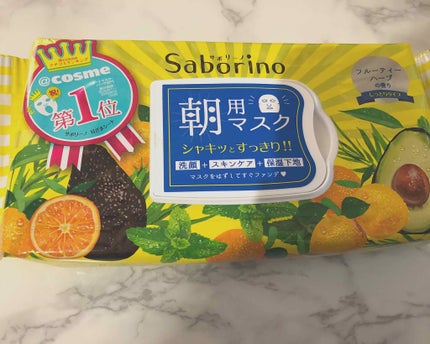 サボリーノ
Saborino
@cosme
祝
第1位
朝用マスク
シャキッとすっきり!!
洗顔+スキンケア+保湿下地
マスクをはずしてすぐファンデ♥
フルーティー
ハーブ
の香り
しっとりタイプ